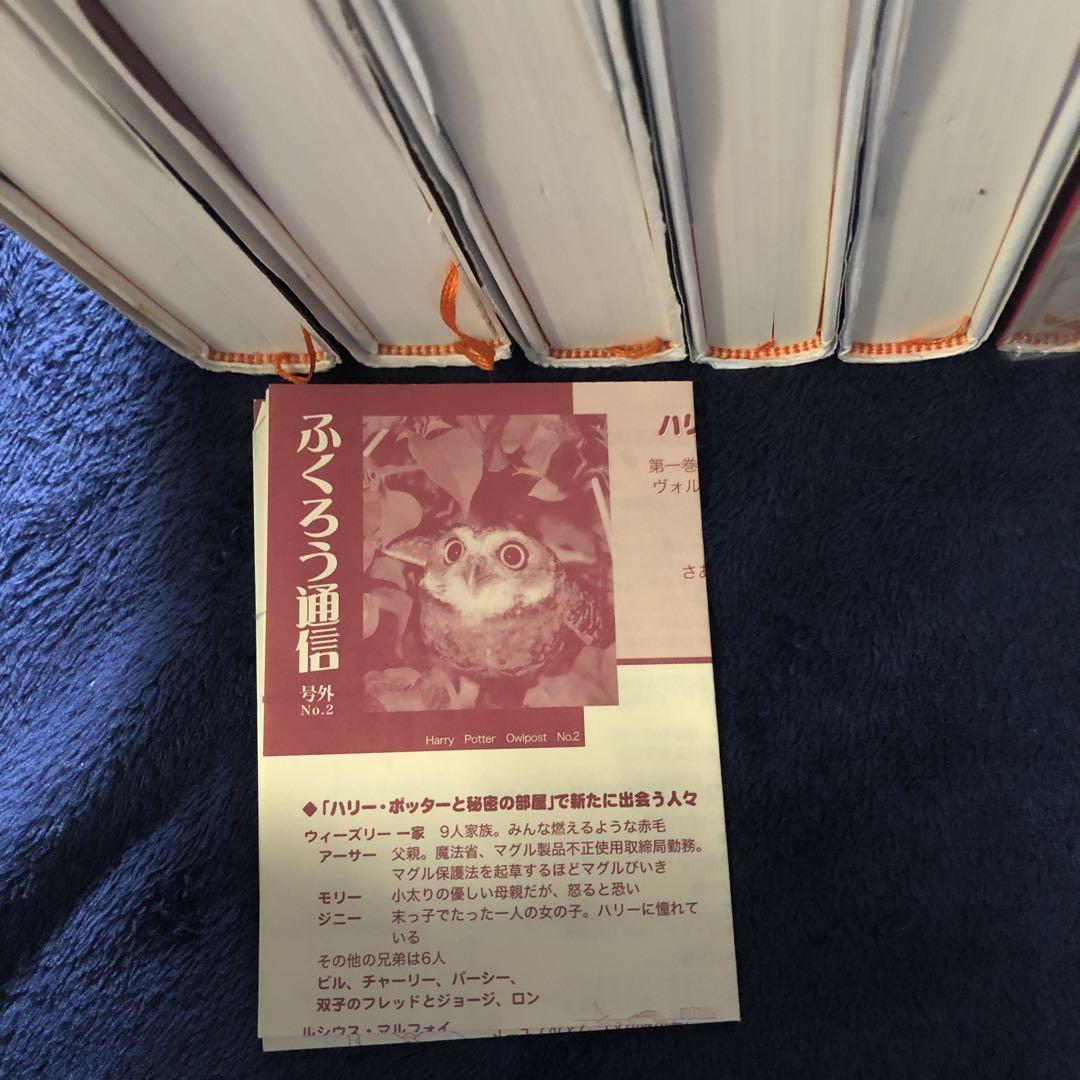 ふくろう通信
号外
No.2
Harry Potter Owlpost No.2
ハリ
第一巻
ヴォル
さあ
◆「ハリー・ポッターと秘密の部屋」で新たに出会う人々
ウィーズリー 一家 9人家族。みんな燃えるような赤毛
アーサー 父親。魔法省、マグル製品不正使用取締局勤務。
マグル保護法を起草するほどマグルびいき
モリー 小太りの優しい母親だが、怒ると恐い
ジニー 末っ子でたった一人の女の子。ハリーに憧れて
いる
その他の兄弟は6人
ビル、チャーリー、パーシー、
双子のフレッドとジョージ、ロン
ルシウス・マルフォイ